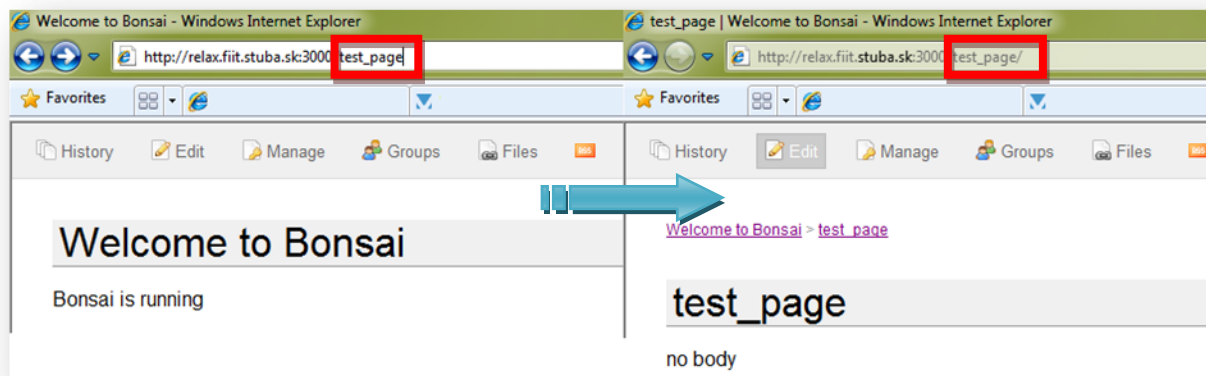 Welcome to Bonsai - Windows Internet Explorer
http://relax.fiit.stuba.sk:3000/test_page
Favorites
History Edit Manage Groups Files RSS
Welcome to Bonsai
Bonsai is running
test_page | Welcome to Bonsai - Windows Internet Explorer
http://relax.fiit.stuba.sk:3000/test_page/
Favorites
History Edit Manage Groups Files RSS
Welcome to Bonsai > test_page
test_page
no body